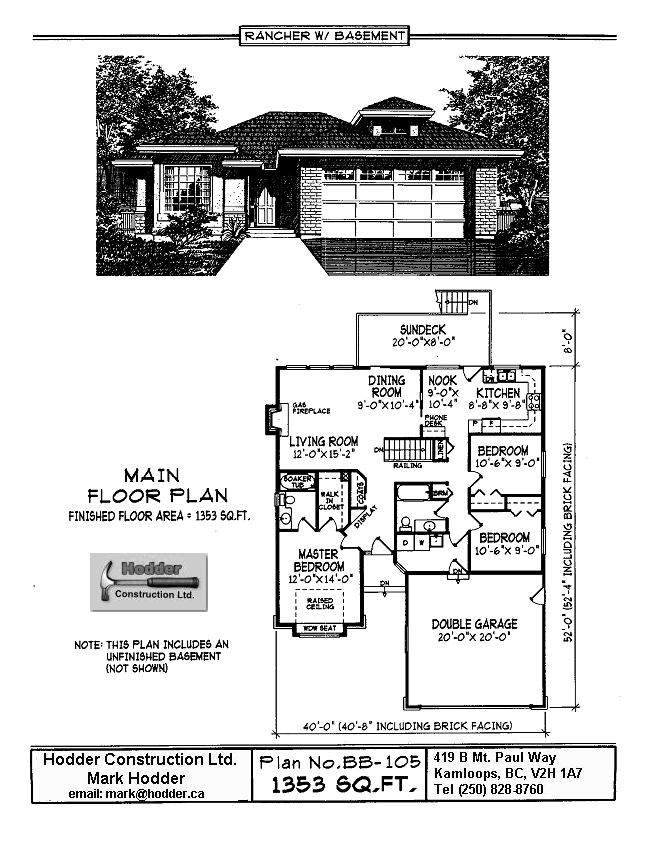 RANCHER W/ BASEMENT
DN
SUNDECK
20'-0"X8'-0"
8'-0"
DINING
ROOM
9'-0"X10'-4"
NOOK
9'-0"X
10'-4"
DW
KITCHEN
8'-8"X 9'-8"
GAS
FIREPLACE
PHONE
DESK
P
F
LIVING ROOM
12'-0"X15'-2"
DN
RAILING
LINEN
BEDROOM
10'-6"X 9'-0"
MAIN
FLOOR PLAN
FINISHED FLOOR AREA = 1353 SQ.FT.
SOAKER
TUB
WALK
IN
CLOSET
COATS
DISPLAY
BRM
BEDROOM
10'-6"X 9'-0"
D
W
MASTER
BEDROOM
12'-0"X14'-0"
RAISED
CEILING
WDW SEAT
DN
DN
DOUBLE GARAGE
20'-0"X 20'-0"
52'-0" (52'-4" INCLUDING BRICK FACING)
Hodder
Construction Ltd.
NOTE: THIS PLAN INCLUDES AN
UNFINISHED BASEMENT
(NOT SHOWN)
40'-0" (40'-8" INCLUDING BRICK FACING)
Hodder Construction Ltd.
Mark Hodder
email: mark@hodder.ca
Plan No.BB-105
1353 SQ.FT.
419 B Mt. Paul Way
Kamloops, BC, V2H 1A7
Tel (250) 828-8760